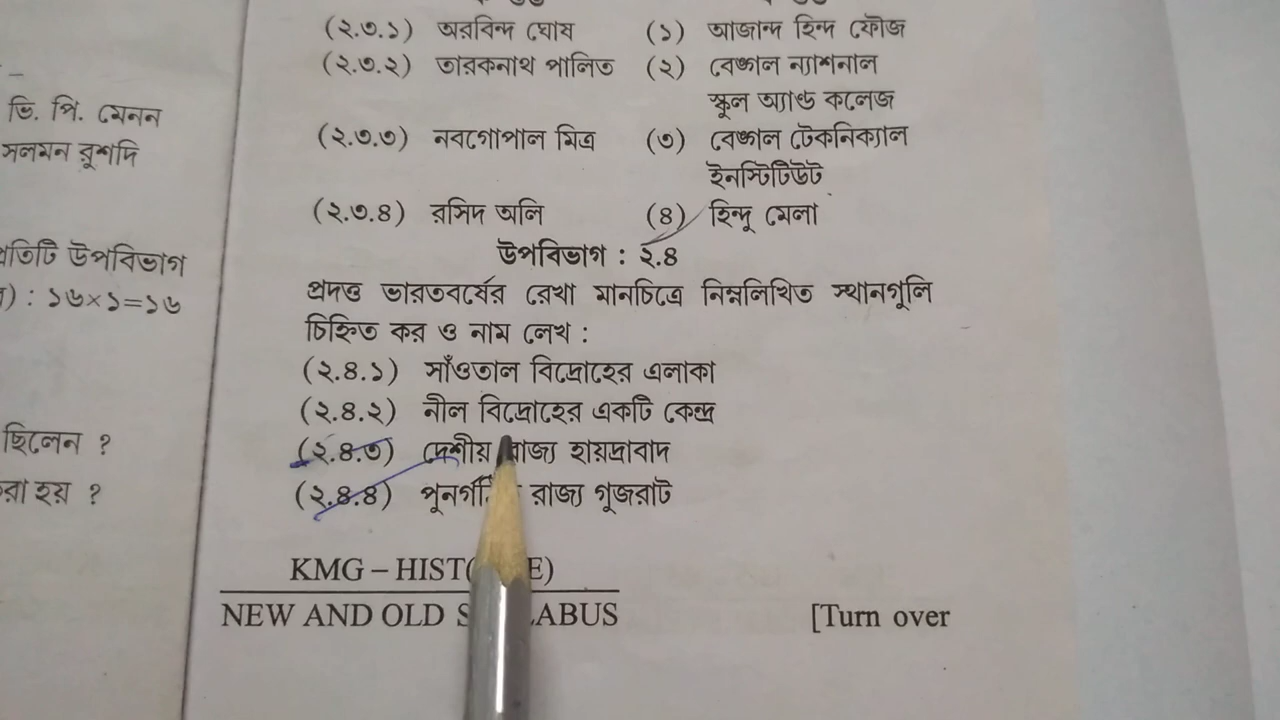 ভি. পি. মেনন
সলমন রুশদি
প্রতিটি উপবিভাগ
) : ১৬×১=১৬
ছিলেন ?
করা হয় ?
(২.৩.১) অরবিন্দ ঘোষ (১) আজান্দ হিন্দ ফৌজ
(২.৩.২) তারকনাথ পালিত (২) বেঙ্গল ন্যাশনাল
স্কুল অ্যাণ্ড কলেজ
(২.৩.৩) নবগোপাল মিত্র (৩) বেঙ্গল টেকনিক্যাল
ইনস্টিটিউট
(২.৩.৪) রসিদ অলি (৪) হিন্দু মেলা
উপবিভাগ : ২.৪
প্রদত্ত ভারতবর্ষের রেখা মানচিত্রে নিম্নলিখিত স্থানগুলি
চিহ্নিত কর ও নাম লেখ :
(২.৪.১) সাঁওতাল বিদ্রোহের এলাকা
(২.৪.২) নীল বিদ্রোহের একটি কেন্দ্র
(২.৪.৩) দেশীয় রাজ্য হায়দ্রাবাদ
(২.৪.৪) রাজ্য গুজরাট
KMG – HIST( E)
NEW AND OLD S LABUS [Turn over